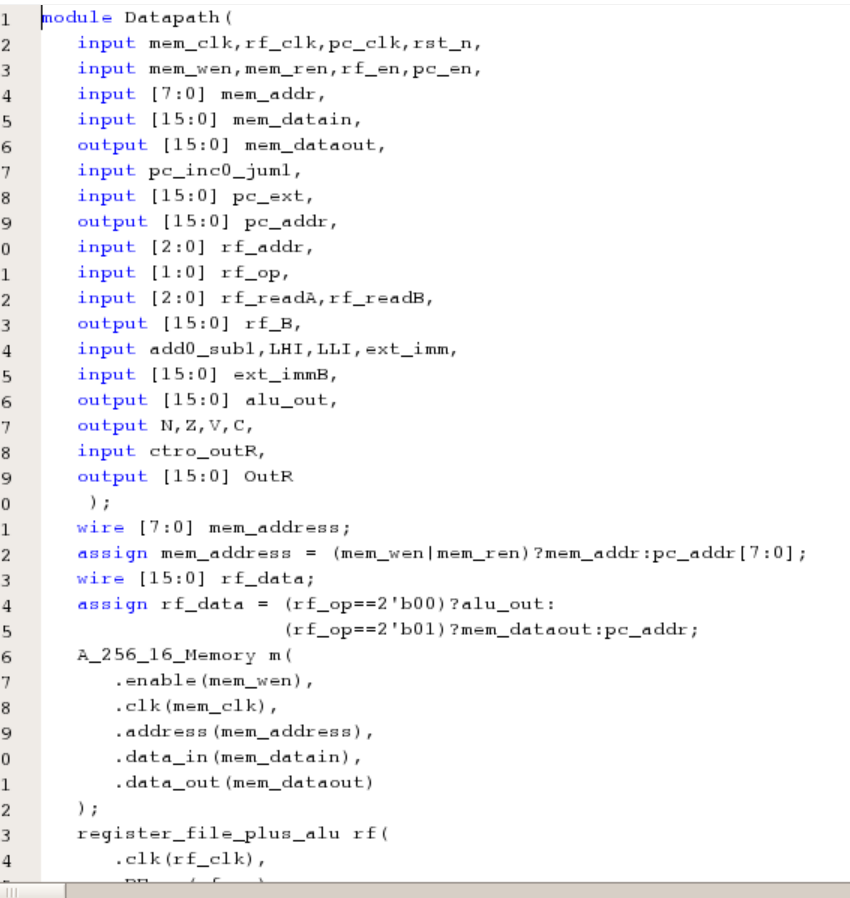 1 module Datapath(
2 input mem_clk,rf_clk,pc_clk,rst_n,
3 input mem_wen,mem_ren,rf_en,pc_en,
4 input [7:0] mem_addr,
5 input [15:0] mem_datain,
6 output [15:0] mem_dataout,
7 input pc_inc0_jum1,
8 input [15:0] pc_ext,
9 output [15:0] pc_addr,
0 input [2:0] rf_addr,
1 input [1:0] rf_op,
2 input [2:0] rf_readA,rf_readB,
3 output [15:0] rf_B,
4 input add0_sub1,LHI,LLI,ext_imm,
5 input [15:0] ext_immB,
6 output [15:0] alu_out,
7 output N,Z,V,C,
8 input ctro_outR,
9 output [15:0] OutR
0 );
1 wire [7:0] mem_address;
2 assign mem_address = (mem_wen|mem_ren)?mem_addr:pc_addr[7:0];
3 wire [15:0] rf_data;
4 assign rf_data = (rf_op==2'b00)?alu_out:
5 (rf_op==2'b01)?mem_dataout:pc_addr;
6 A_256_16_Memory m(
7 .enable(mem_wen),
8 .clk(mem_clk),
9 .address(mem_address),
0 .data_in(mem_datain),
1 .data_out(mem_dataout)
2 );
3 register_file_plus_alu rf(
4 .clk(rf_clk),